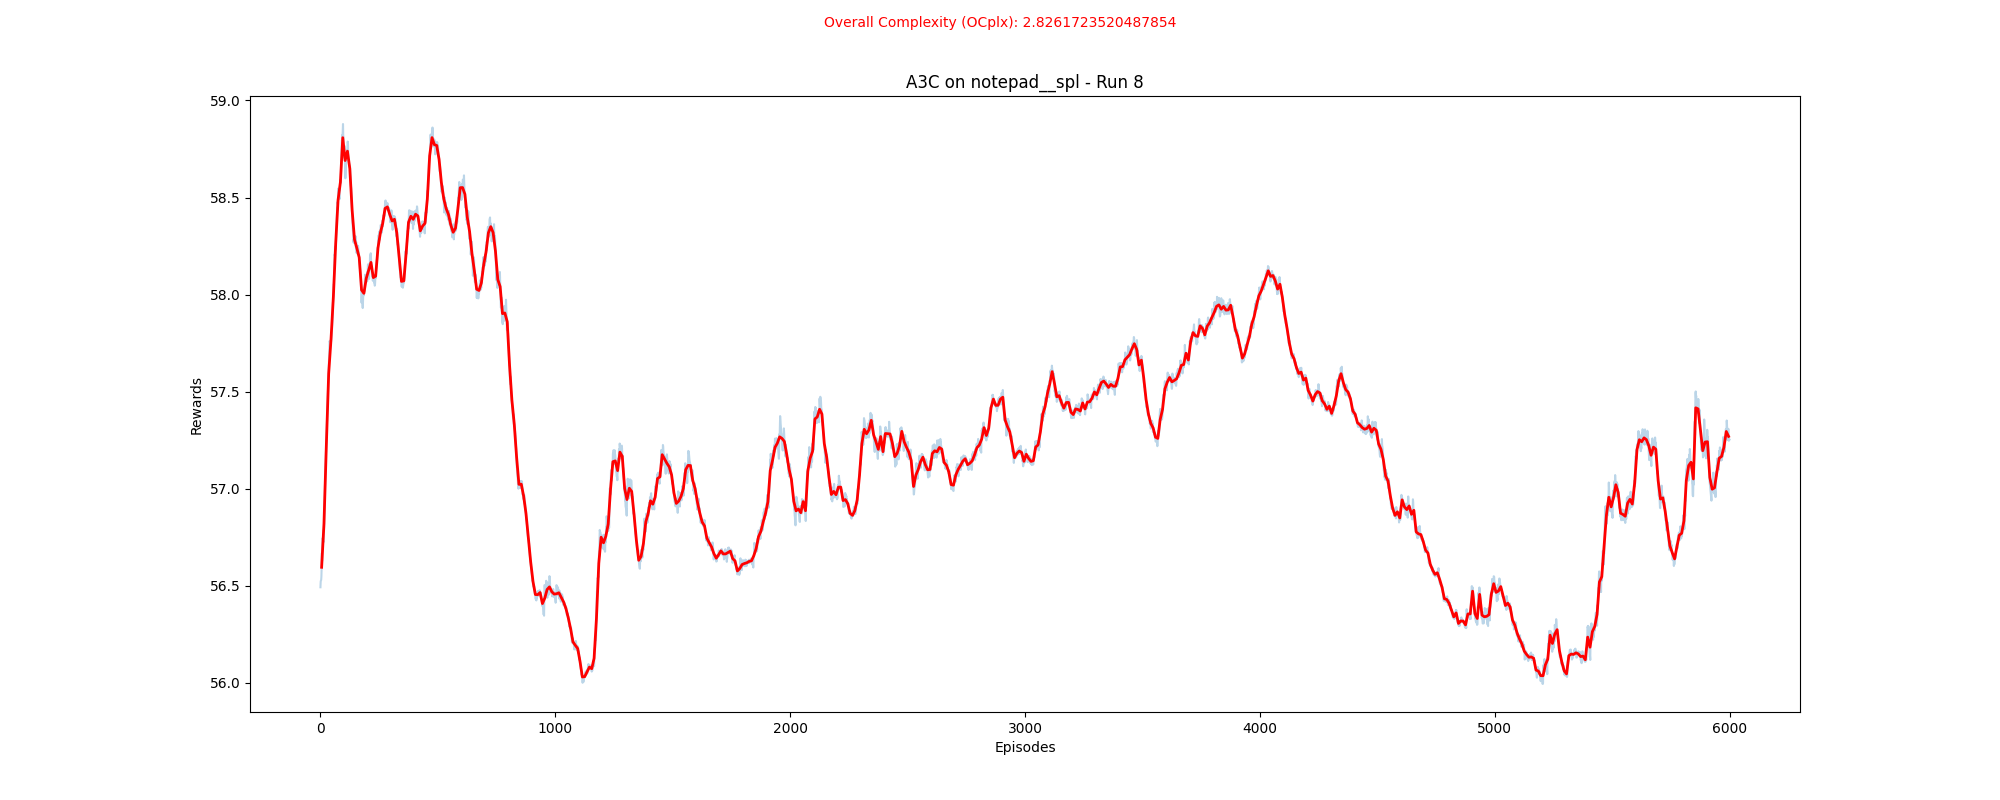 Overall Complexity (OCplx): 2.8261723520487854
A3C on notepad__spl - Run 8
59.0
58.5
58.0
57.5
57.0
56.5
56.0
Rewards
0 1000 2000 3000 4000 5000 6000
Episodes